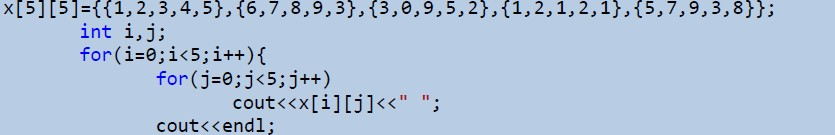 x[5][5]={{1,2,3,4,5},{6,7,8,9,3},{3,0,9,5,2},{1,2,1,2,1},{5,7,9,3,8}};
int i,j;
for(i=0;i<5;i++){
for(j=0;j<5;j++)
cout<<x[i][j]<<" ";
cout<<endl;